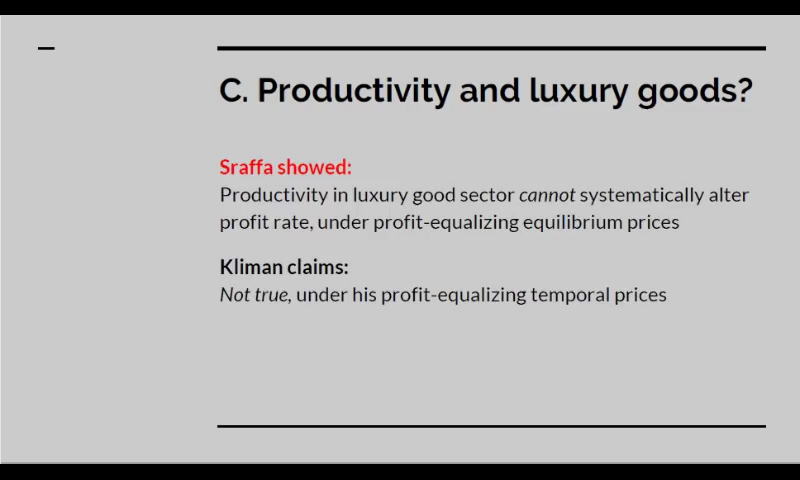 C. Productivity and luxury goods?
Sraffa showed:
Productivity in luxury good sector cannot systematically alter
profit rate, under profit-equalizing equilibrium prices
Kliman claims:
Not true, under his profit-equalizing temporal prices